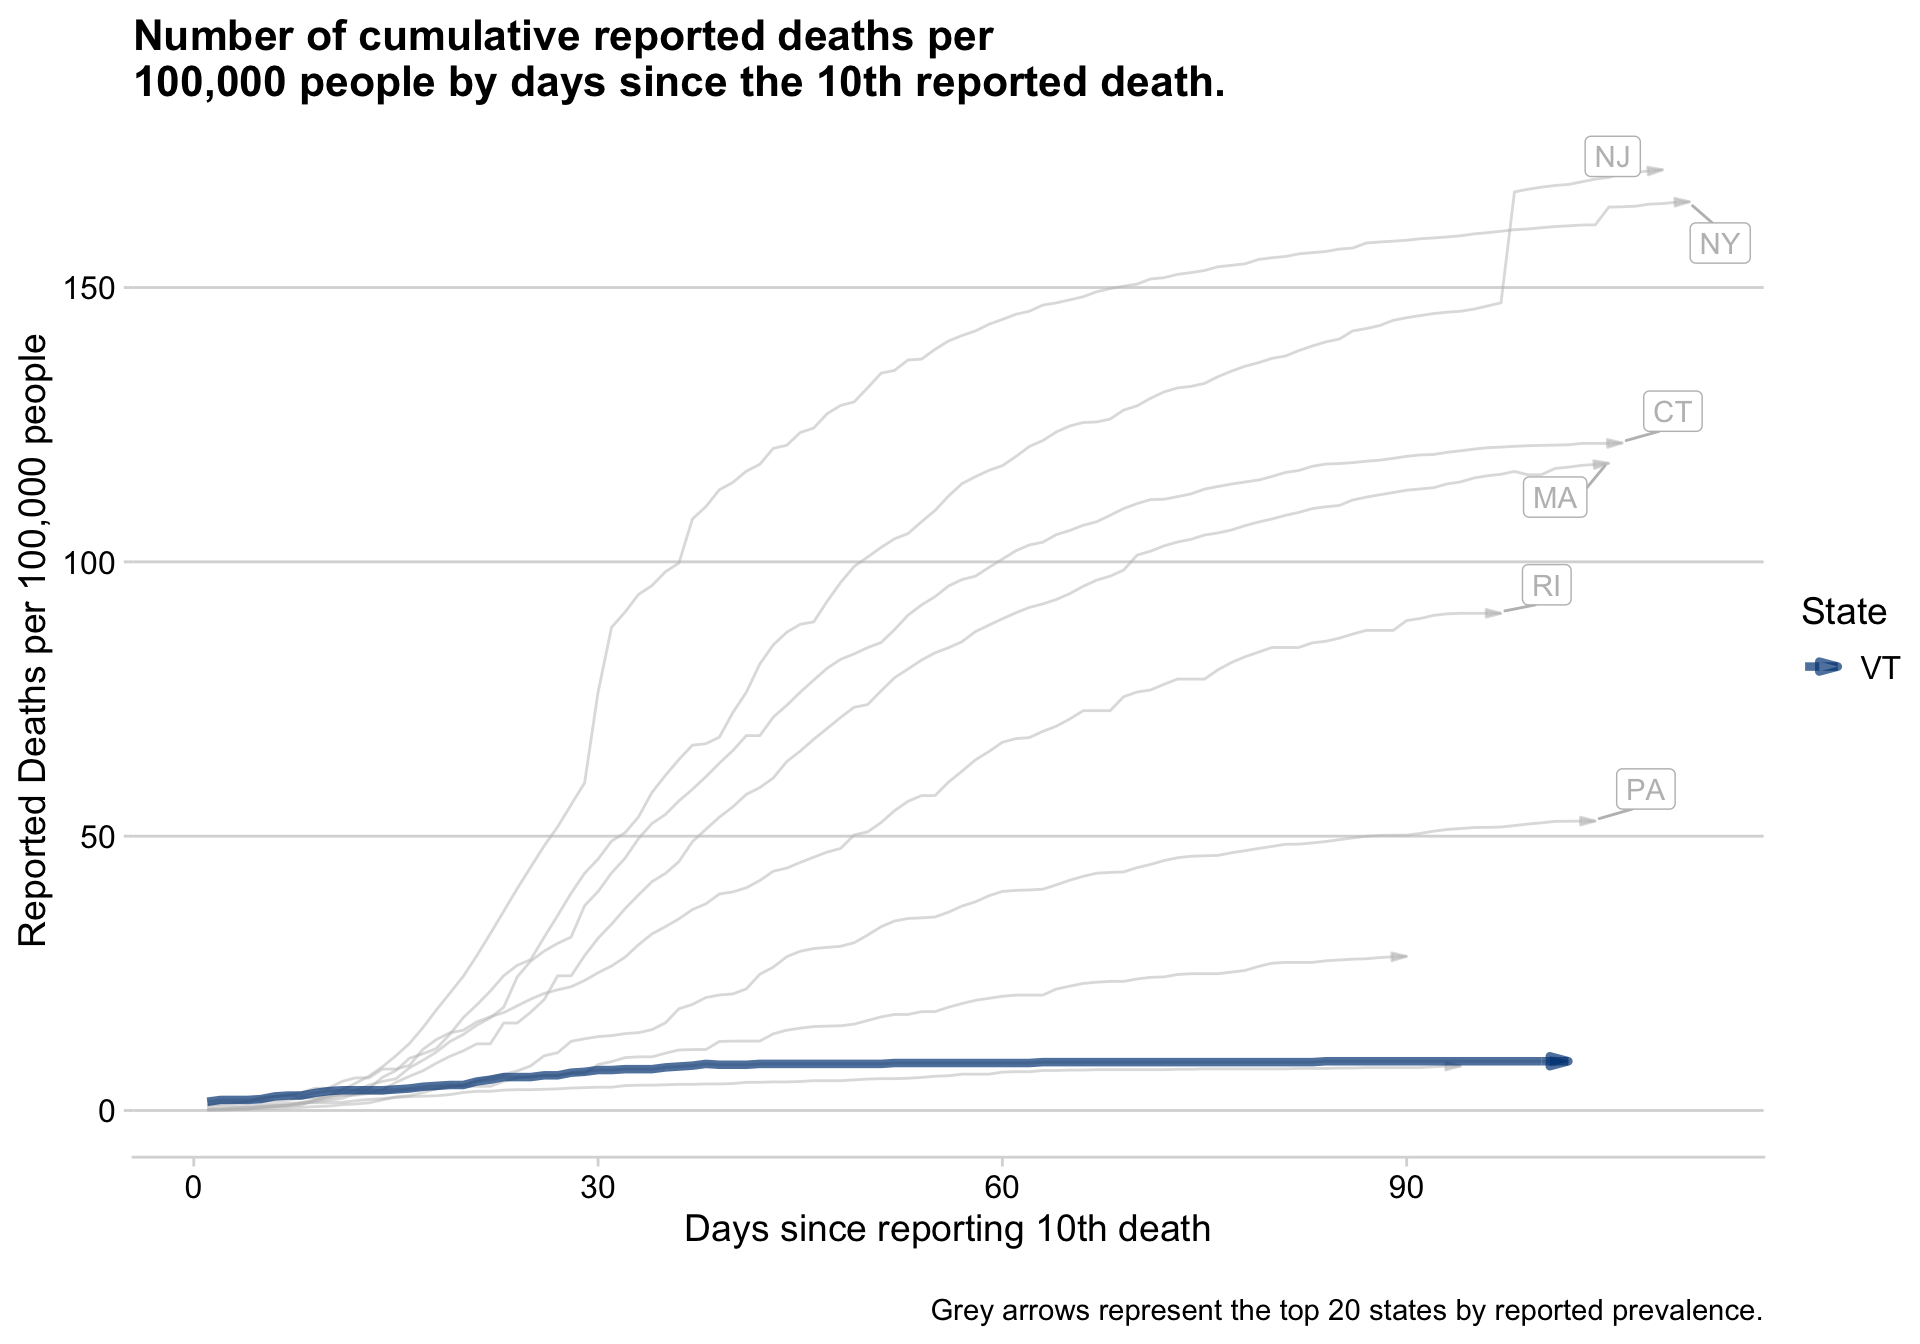 Number of cumulative reported deaths per
100,000 people by days since the 10th reported death.
NJ
NY
150
CT
MA
100
RI
State
VT
PA
50
0
0 30 60 90
Reported Deaths per 100,000 people
Days since reporting 10th death
Grey arrows represent the top 20 states by reported prevalence.